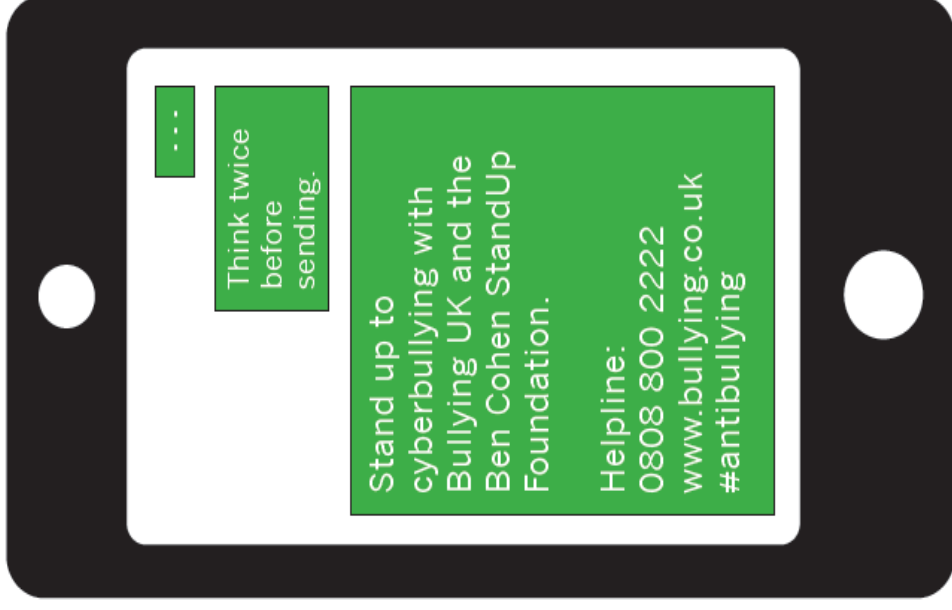 ...
Think twice
before
sending.
Stand up to
cyberbullying with
Bullying UK and the
Ben Cohen StandUp
Foundation.
Helpline:
0808 800 2222
www.bullying.co.uk
#antibullying